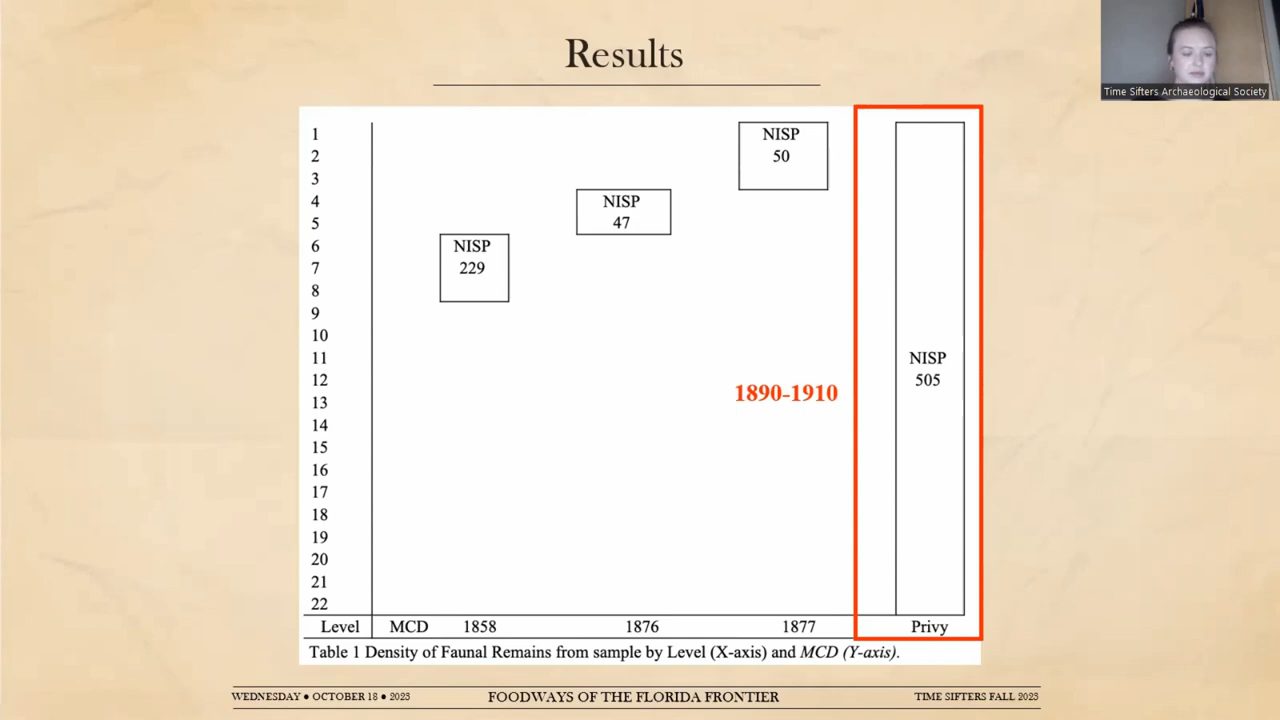 Results
Time Sifters Archaeological Society
1 NISP
2 50
3
4 NISP
5 47
6 NISP
7 229
8
9
10
11 NISP
12 505
1890-1910
13
14
15
16
17
18
19
20
21
22
Level MCD 1858 1876 1877 Privy
Table 1 Density of Faunal Remains from sample by Level (X-axis) and MCD (Y-axis).
WEDNESDAY ● OCTOBER 18 ● 2023 FOODWAYS OF THE FLORIDA FRONTIER TIME SIFTERS FALL 2023